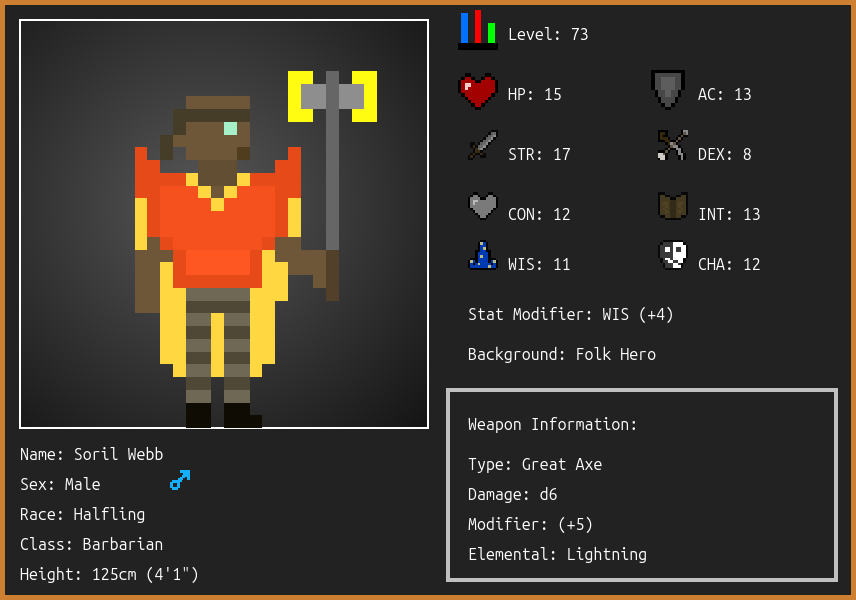 Level: 73
HP: 15
AC: 13
STR: 17
DEX: 8
CON: 12
INT: 13
WIS: 11
CHA: 12
Stat Modifier: WIS (+4)
Background: Folk Hero
Weapon Information:
Type: Great Axe
Damage: d6
Modifier: (+5)
Elemental: Lightning
Name: Soril Webb
Sex: Male
Race: Halfling
Class: Barbarian
Height: 125cm (4'1")